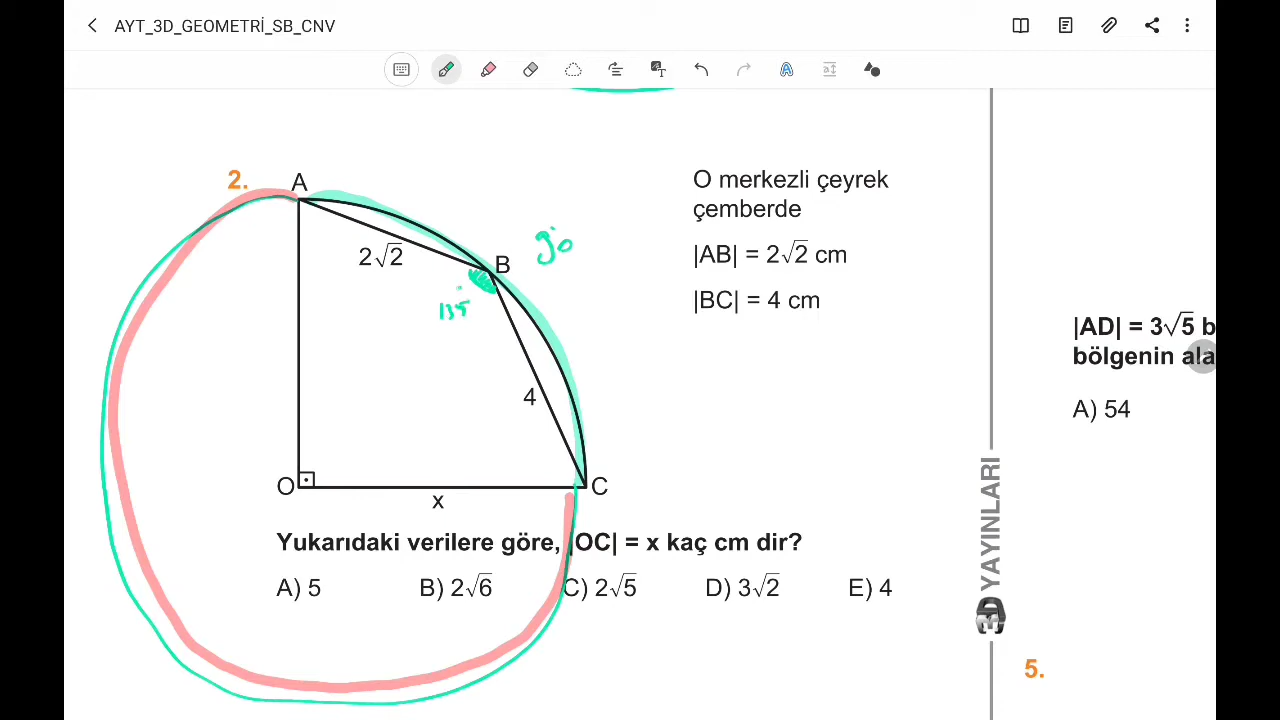 AYT_3D_GEOMETRİ_SB_CNV
2.
A
B
2√2
135
4
O
C
x
O merkezli çeyrek
çemberde
|AB| = 2√2 cm
|BC| = 4 cm
Yukarıdaki verilere göre, |OC| = x kaç cm dir?
A) 5 B) 2√6 C) 2√5 D) 3√2 E) 4
3D YAYINLARI
|AD| = 3√5 b
bölgenin ala
A) 54
5.